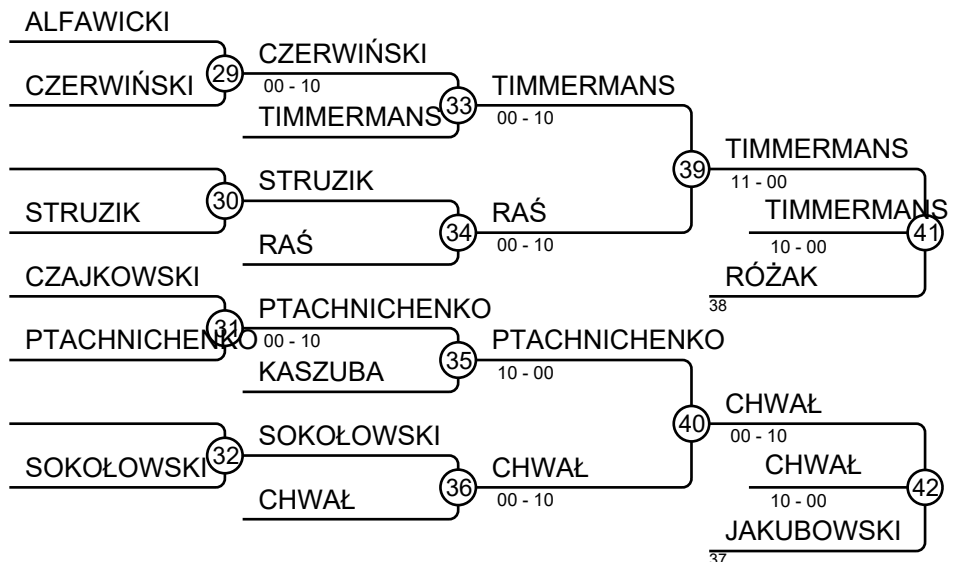 ALFAWICKI
CZERWIŃSKI
29
CZERWIŃSKI
00 - 10
TIMMERMANS
33
TIMMERMANS
00 - 10
STRUZIK
30
STRUZIK
RAŚ
34
RAŚ
00 - 10
39
TIMMERMANS
11 - 00
TIMMERMANS
10 - 00
41
RÓŻAK
38
CZAJKOWSKI
PTACHNICHENKO
31
PTACHNICHENKO
00 - 10
KASZUBA
35
PTACHNICHENKO
10 - 00
SOKOŁOWSKI
32
SOKOŁOWSKI
CHWAŁ
36
CHWAŁ
00 - 10
40
CHWAŁ
00 - 10
CHWAŁ
10 - 00
42
JAKUBOWSKI
37